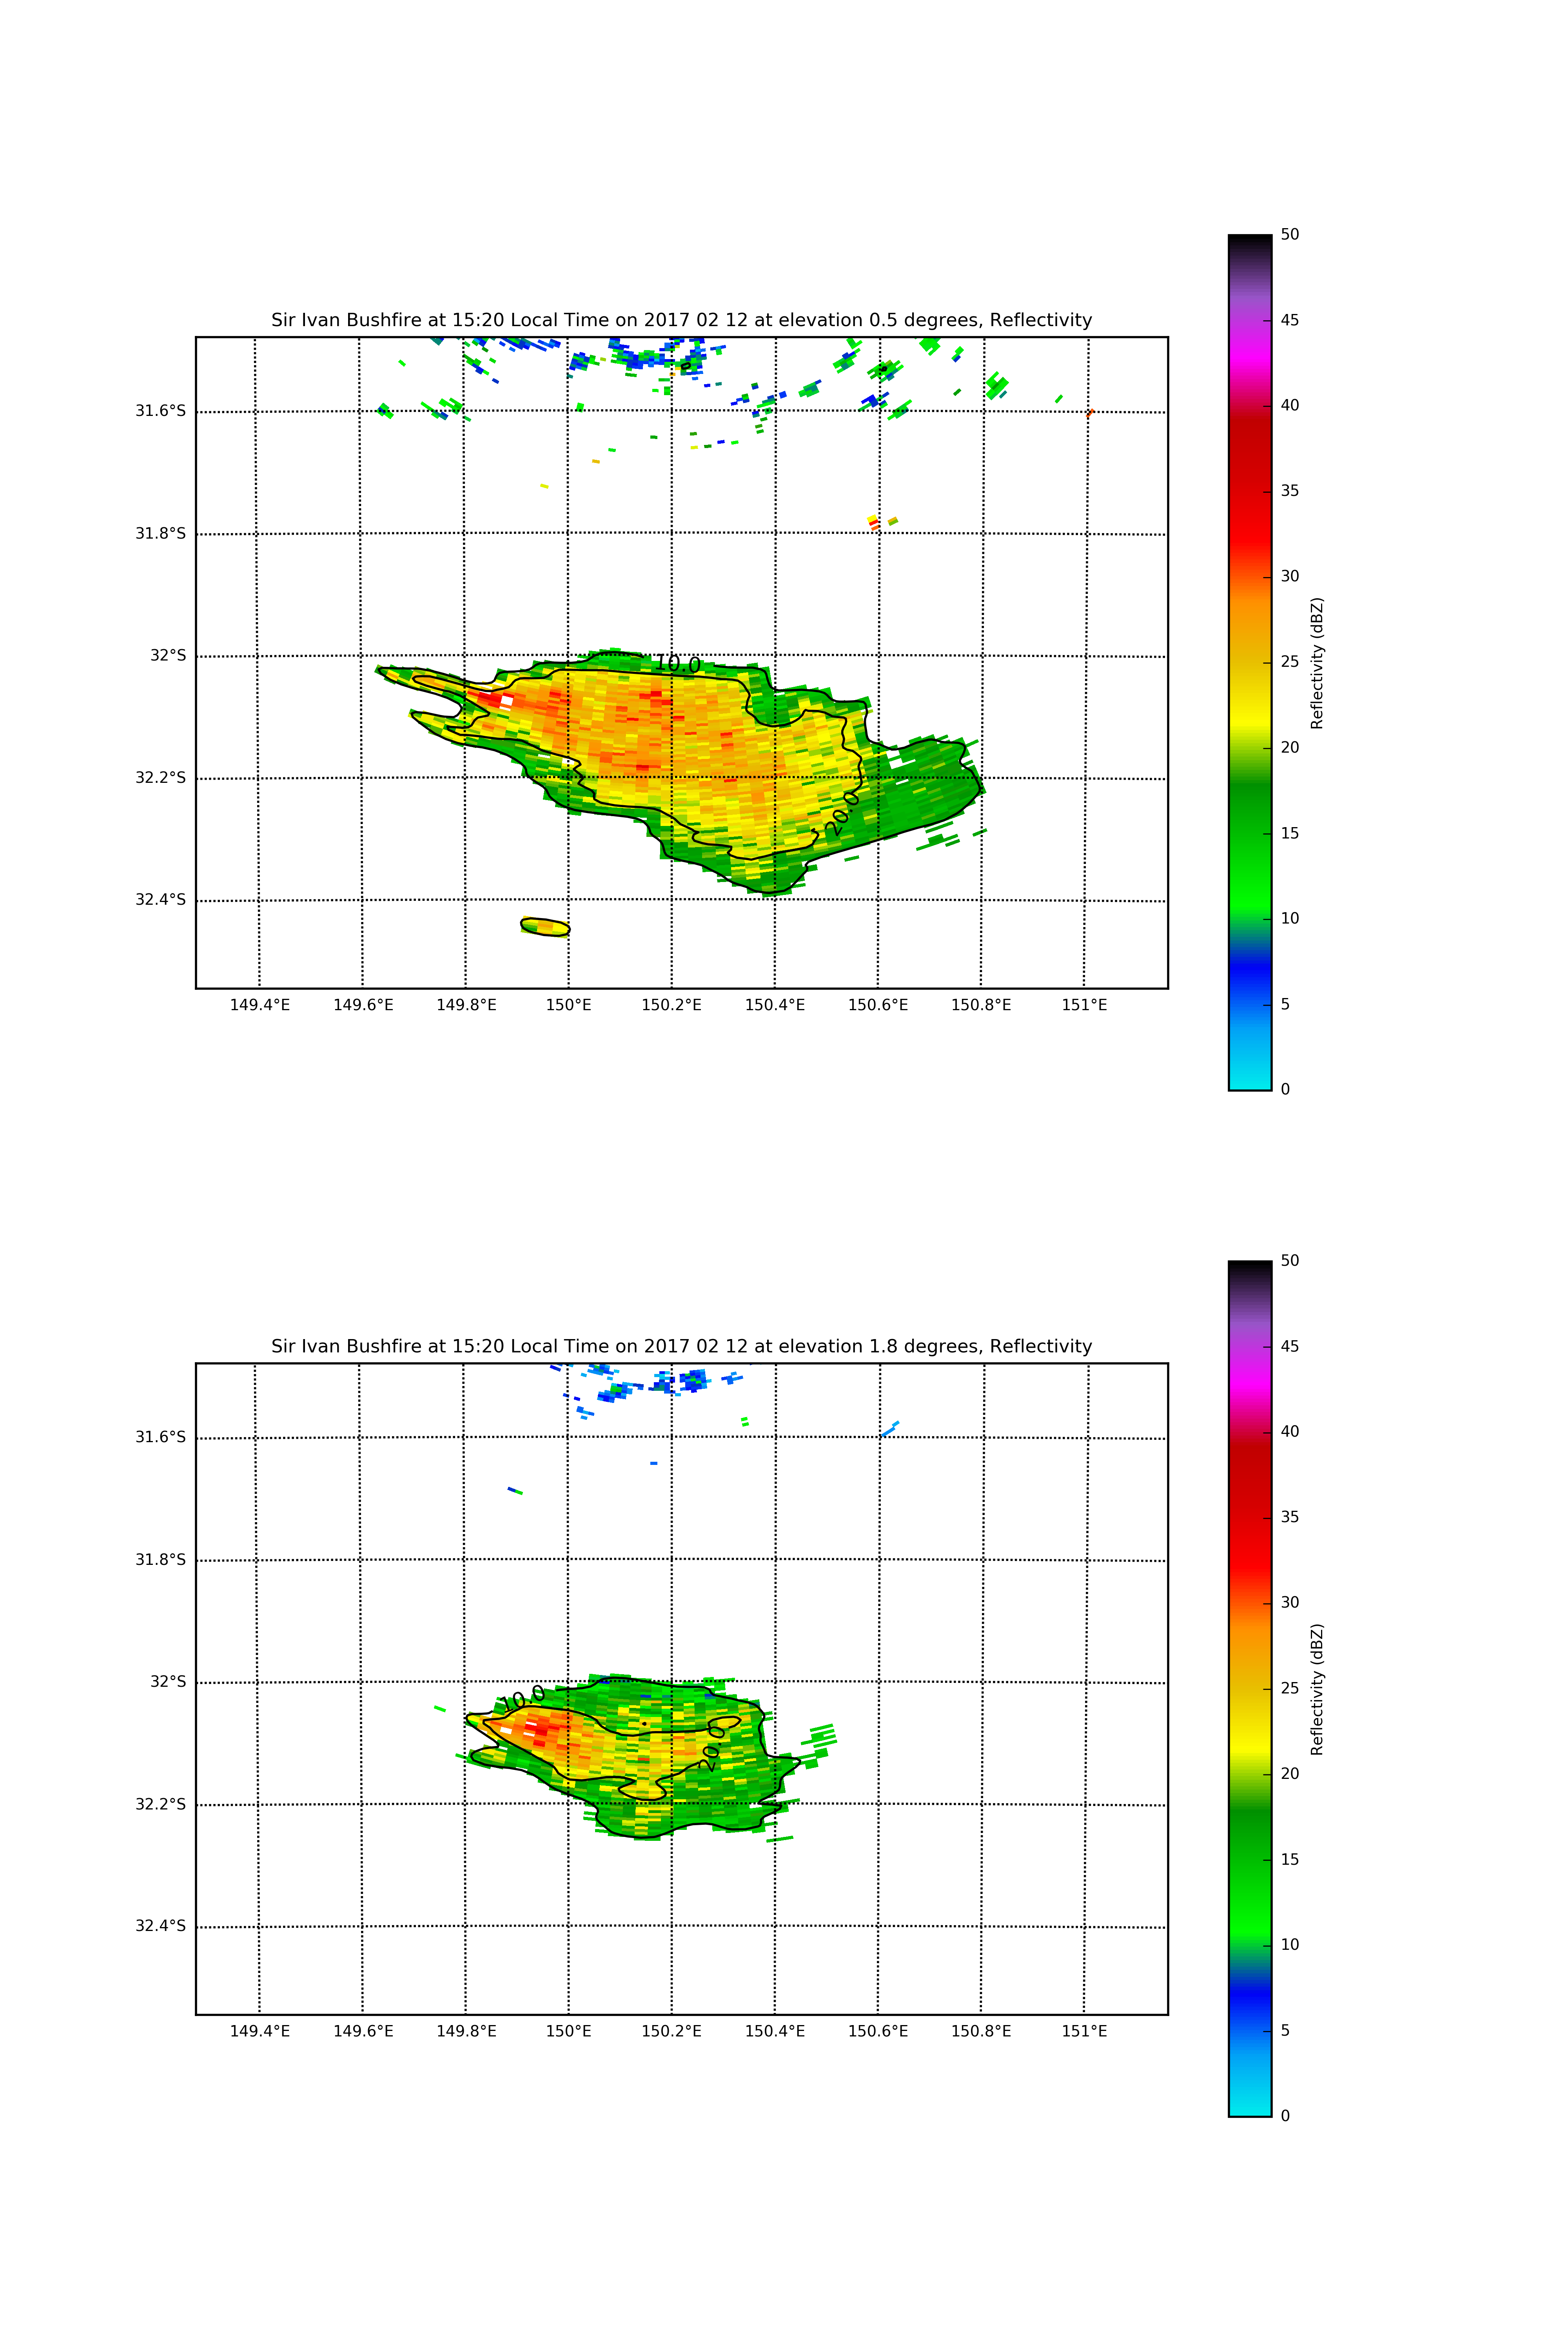 Sir Ivan Bushfire at 15:20 Local Time on 2017 02 12 at elevation 0.5 degrees, Reflectivity
31.6°S
31.8°S
32°S
32.2°S
32.4°S
10.0
20.0
149.4°E 149.6°E 149.8°E 150°E 150.2°E 150.4°E 150.6°E 150.8°E 151°E
50
45
40
35
30
25
20
15
10
5
0
Reflectivity (dBZ)
Sir Ivan Bushfire at 15:20 Local Time on 2017 02 12 at elevation 1.8 degrees, Reflectivity
31.6°S
31.8°S
32°S
32.2°S
32.4°S
10.0
20.0
149.4°E 149.6°E 149.8°E 150°E 150.2°E 150.4°E 150.6°E 150.8°E 151°E
50
45
40
35
30
25
20
15
10
5
0
Reflectivity (dBZ)